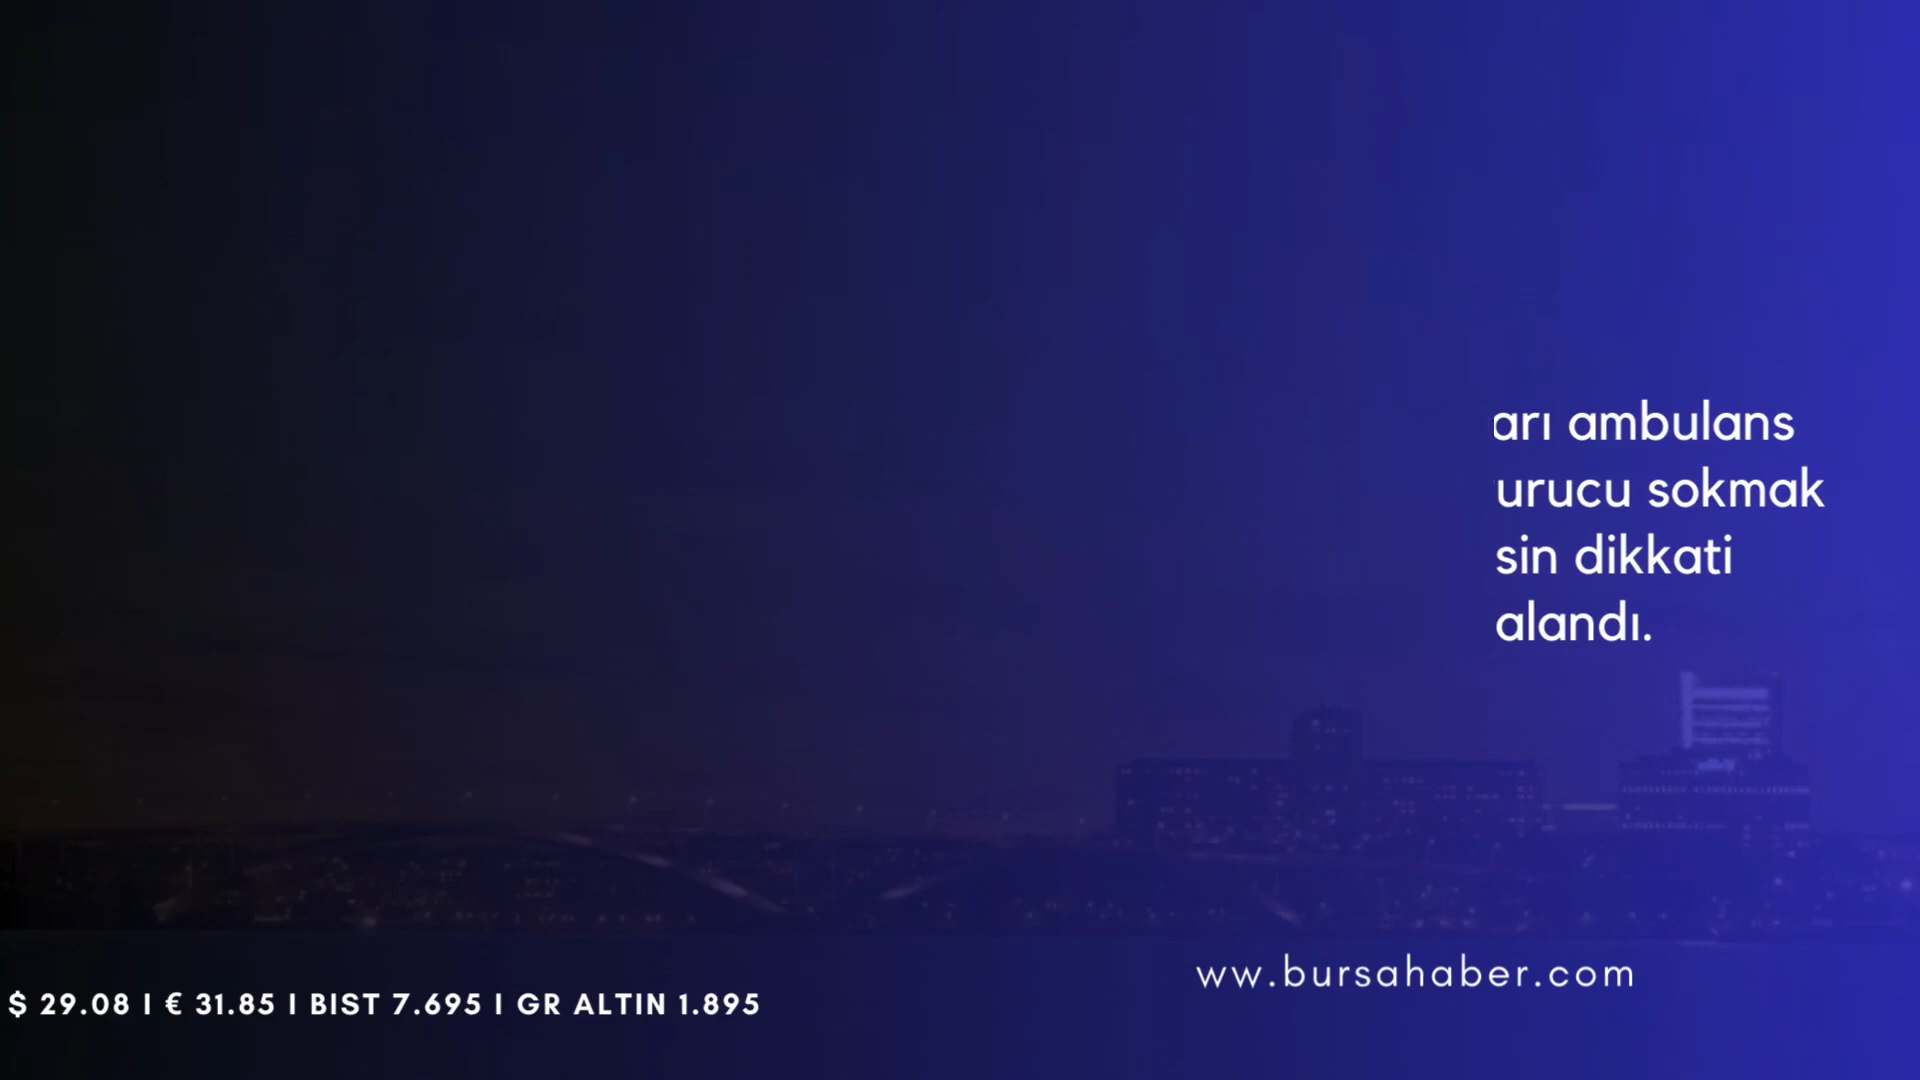 arı ambulans
urucu sokmak
sin dikkati
alandı.
ww.bursahaber.com
$ 29.08 I € 31.85 I BIST 7.695 I GR ALTIN 1.895